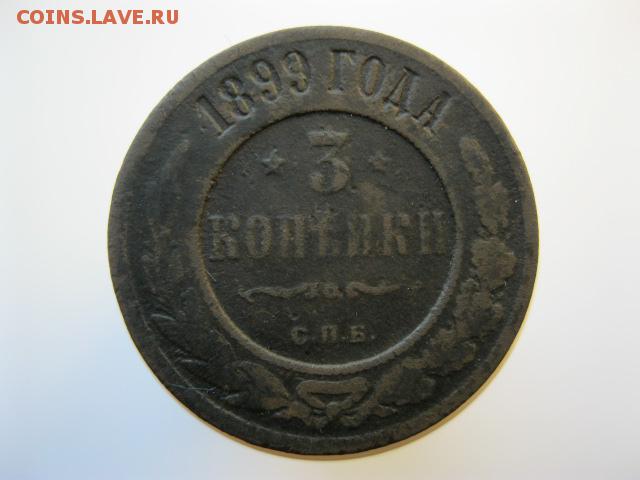 COINS.LAVE.RU
1899 ГОДА
3
КОПѢЙКИ
С.П.Б.